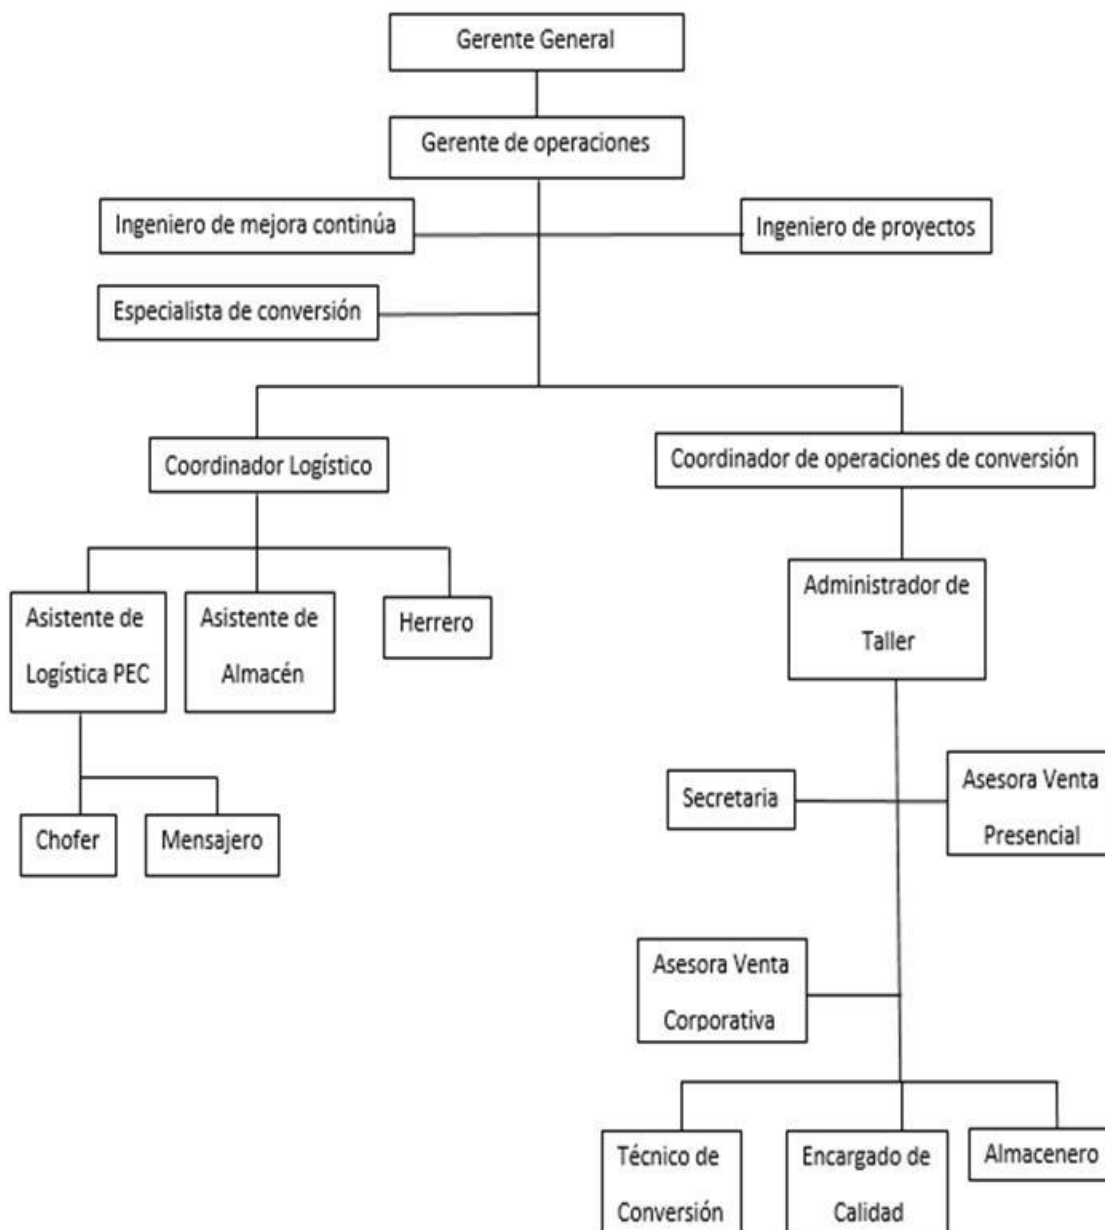 Gerente General
Gerente de operaciones
Ingeniero de mejora continúa
Ingeniero de proyectos
Especialista de conversión
Coordinador Logístico
Coordinador de operaciones de conversión
Asistente de
Logística PEC
Asistente de
Almacén
Herrero
Administrador de
Taller
Chofer
Mensajero
Secretaria
Asesora Venta
Presencial
Asesora Venta
Corporativa
Técnico de
Conversión
Encargado de
Calidad
Almacenero